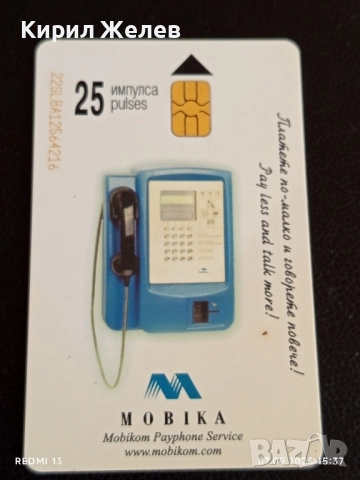 Кирил Желев
25 импулса
pulses
22SLBA12564216
Платете по-малко и говорете повече!
Pay less and talk more!
MOBIKA
Mobikom Payphone Service
www.mobikom.com
REDMI 13